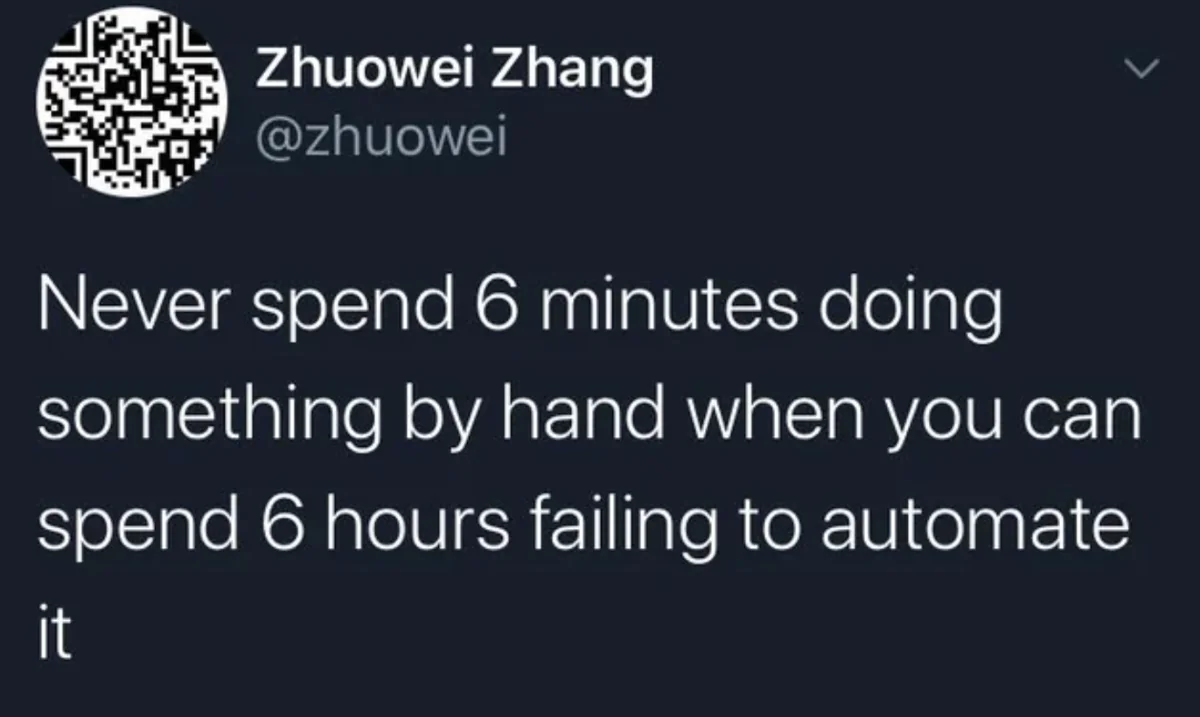 Zhuowei Zhang
@zhuowei
Never spend 6 minutes doing
something by hand when you can
spend 6 hours failing to automate
it